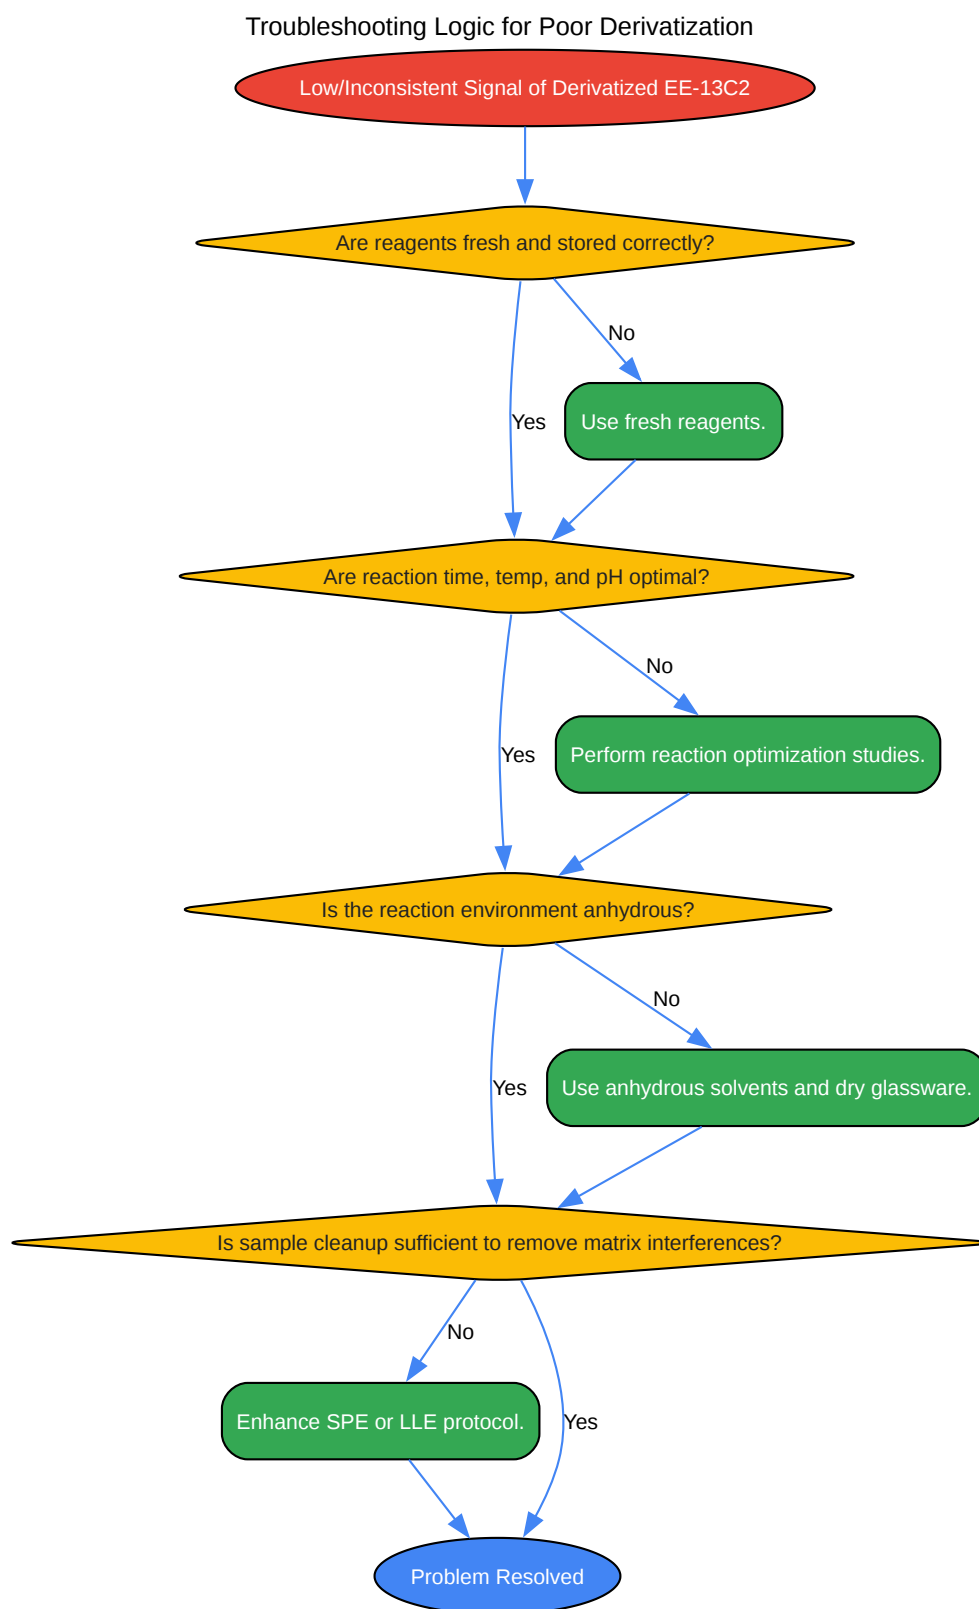 Troubleshooting Logic for Poor Derivatization
Low/Inconsistent Signal of Derivatized EE-13C2
Are reagents fresh and stored correctly?
No
Yes
Use fresh reagents.
Are reaction time, temp, and pH optimal?
No
Yes
Perform reaction optimization studies.
Is the reaction environment anhydrous?
No
Yes
Use anhydrous solvents and dry glassware.
Is sample cleanup sufficient to remove matrix interferences?
No
Enhance SPE or LLE protocol.
Yes
Problem Resolved